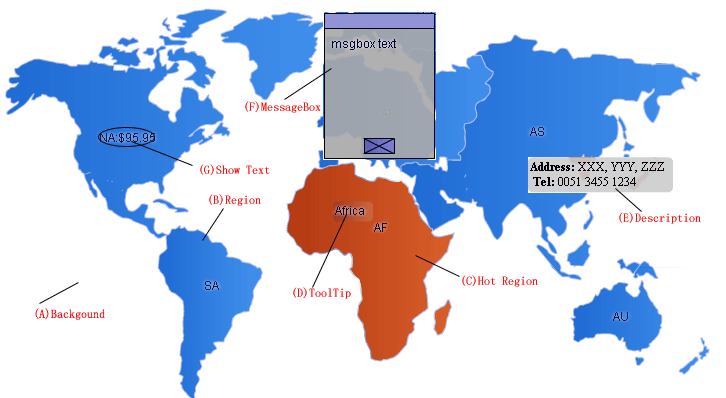 msgbox text
(F)MessageBox
NA:$95.95
AS
(G)Show Text
Address: XXX, YYY, ZZZ
Tel: 0051 3455 1234
(B)Region
Africa
(E)Description
AF
(C)Hot Region
SA
(D)ToolTip
(A)Backgound
AU